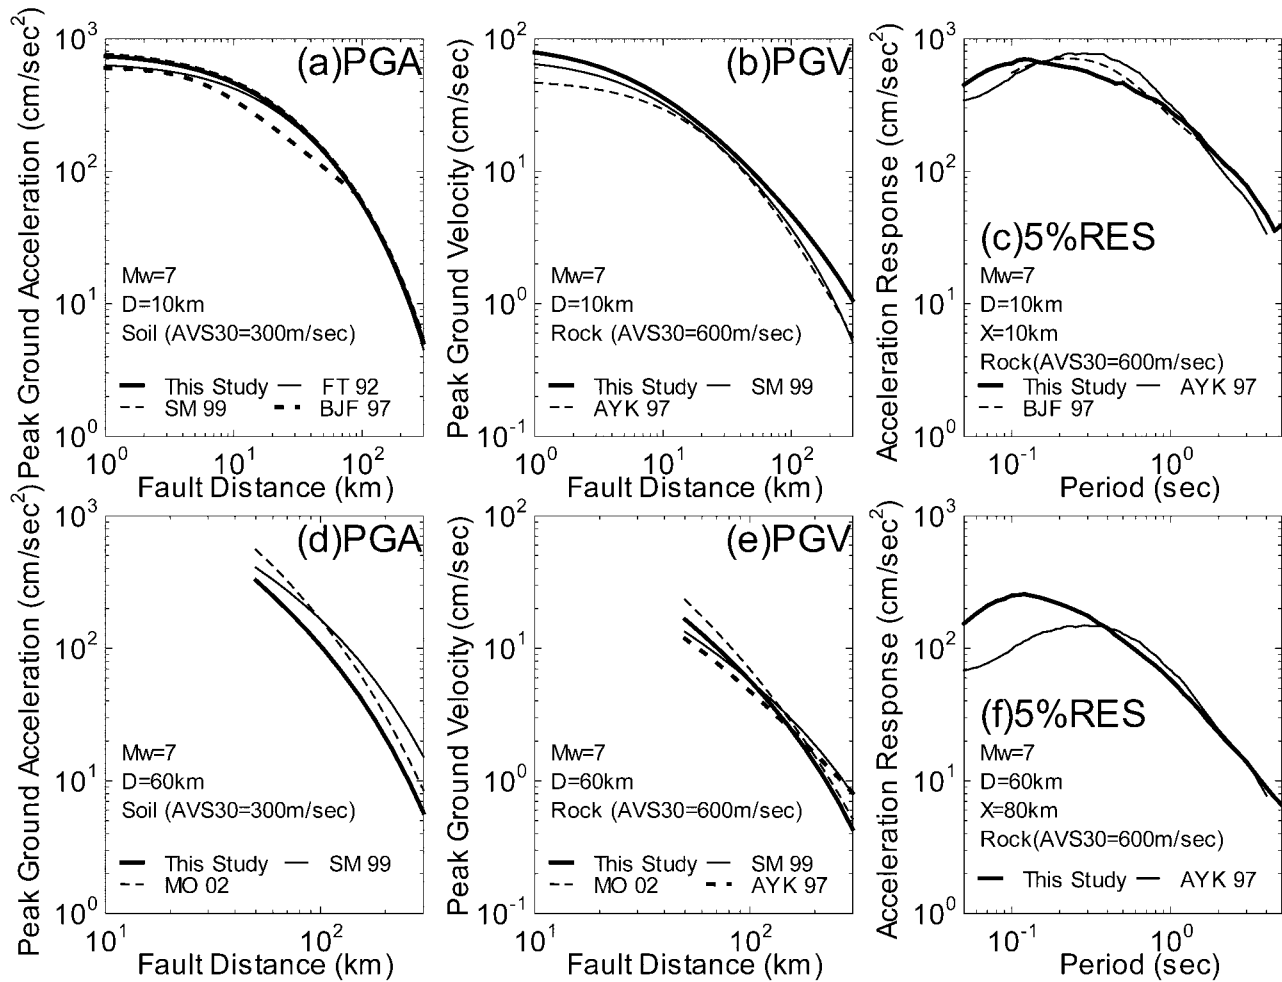 Peak Ground Acceleration (cm/sec²)
10³
10²
10¹
10⁰
(a)PGA
Mw=7
D=10km
Soil (AVS30=300m/sec)
This Study FT 92
SM 99 BJF 97
10⁰ 10¹ 10²
Fault Distance (km)
Peak Ground Velocity (cm/sec)
10²
10¹
10⁰
10⁻¹
(b)PGV
Mw=7
D=10km
Rock (AVS30=600m/sec)
This Study SM 99
AYK 97
10⁰ 10¹ 10²
Fault Distance (km)
Acceleration Response (cm/sec²)
10³
10²
10¹
10⁰
(c)5%RES
Mw=7
D=10km
X=10km
Rock(AVS30=600m/sec)
This Study AYK 97
BJF 97
10⁻¹ 10⁰
Period (sec)
Peak Ground Acceleration (cm/sec²)
10³
10²
10¹
10⁰
(d)PGA
Mw=7
D=60km
Soil (AVS30=300m/sec)
This Study SM 99
MO 02
10¹ 10²
Fault Distance (km)
Peak Ground Velocity (cm/sec)
10²
10¹
10⁰
10⁻¹
(e)PGV
Mw=7
D=60km
Rock (AVS30=600m/sec)
This Study SM 99
MO 02 AYK 97
10¹ 10²
Fault Distance (km)
Acceleration Response (cm/sec²)
10³
10²
10¹
10⁰
(f)5%RES
Mw=7
D=60km
X=80km
Rock(AVS30=600m/sec)
This Study AYK 97
10⁻¹ 10⁰
Period (sec)